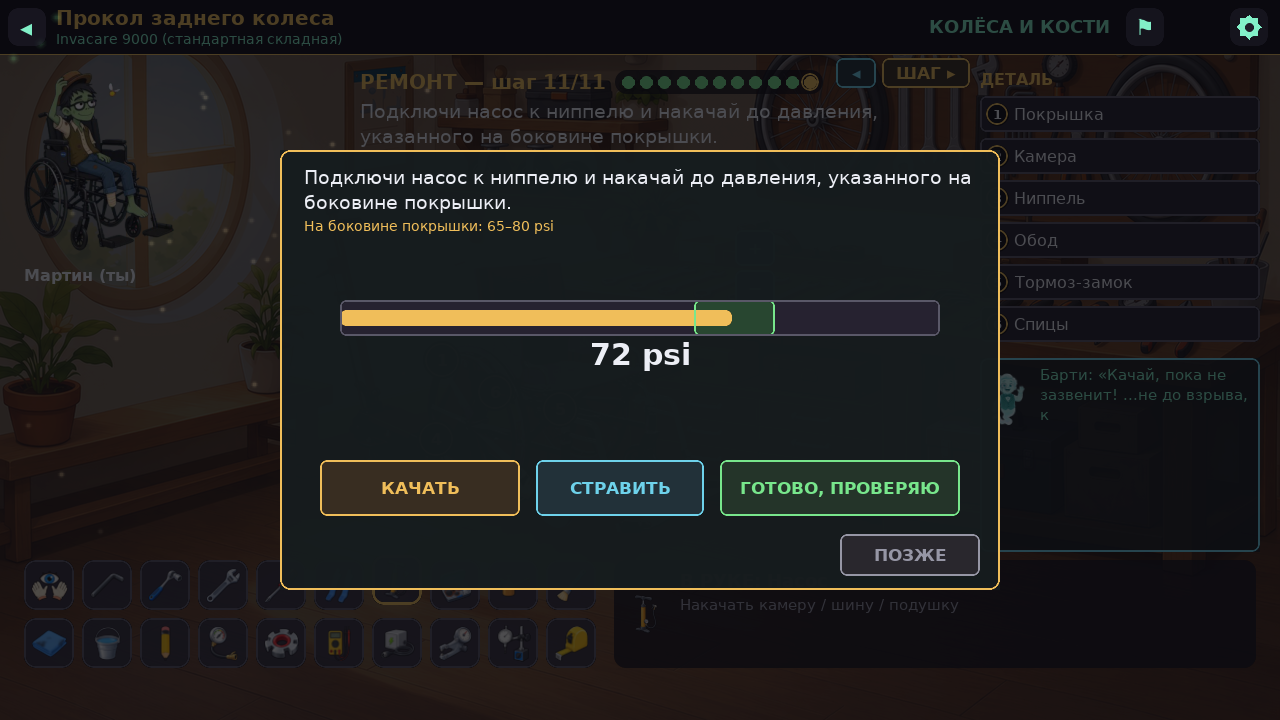 Прокол заднего колеса
Invacare 9000 (стандартная складная)
КОЛЁСА И КОСТИ
РЕМОНТ — шаг 11/11
ШАГ ▸
ДЕТАЛЬ
Подключи насос к ниппелю и накачай до давления,
указанного на боковине покрышки.
1 Покрышка
Камера
Ниппель
Обод
Тормоз-замок
Спицы
Мартин (ты)
Подключи насос к ниппелю и накачай до давления, указанного на
боковине покрышки.
На боковине покрышки: 65–80 psi
72 psi
КАЧАТЬ
СТРАВИТЬ
ГОТОВО, ПРОВЕРЯЮ
ПОЗЖЕ
Барти: «Качай, пока не
зазвенит! …не до взрыва,
к
Накачать камеру / шину / подушку